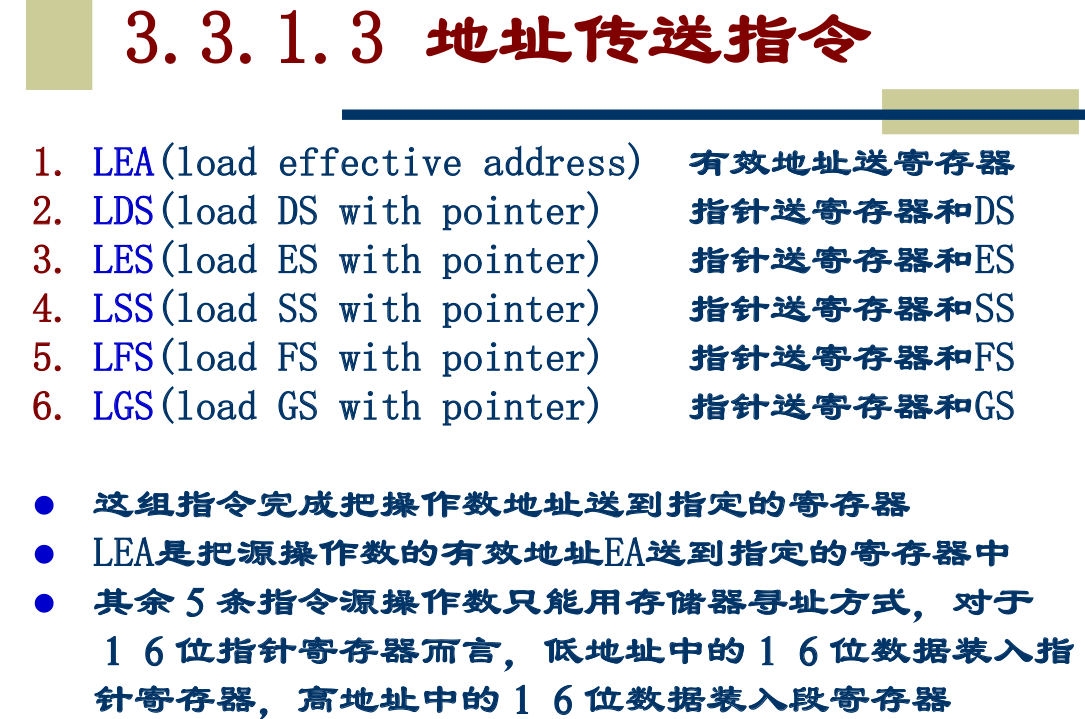 3.3.1.3 地址传送指令
1. LEA(load effective address) 有效地址送寄存器
2. LDS(load DS with pointer) 指针送寄存器和DS
3. LES(load ES with pointer) 指针送寄存器和ES
4. LSS(load SS with pointer) 指针送寄存器和SS
5. LFS(load FS with pointer) 指针送寄存器和FS
6. LGS(load GS with pointer) 指针送寄存器和GS
● 这组指令完成把操作数地址送到指定的寄存器
● LEA是把源操作数的有效地址EA送到指定的寄存器中
● 其余5条指令源操作数只能用存储器寻址方式，对于
16位指针寄存器而言，低地址中的16位数据装入指
针寄存器，高地址中的16位数据装入段寄存器